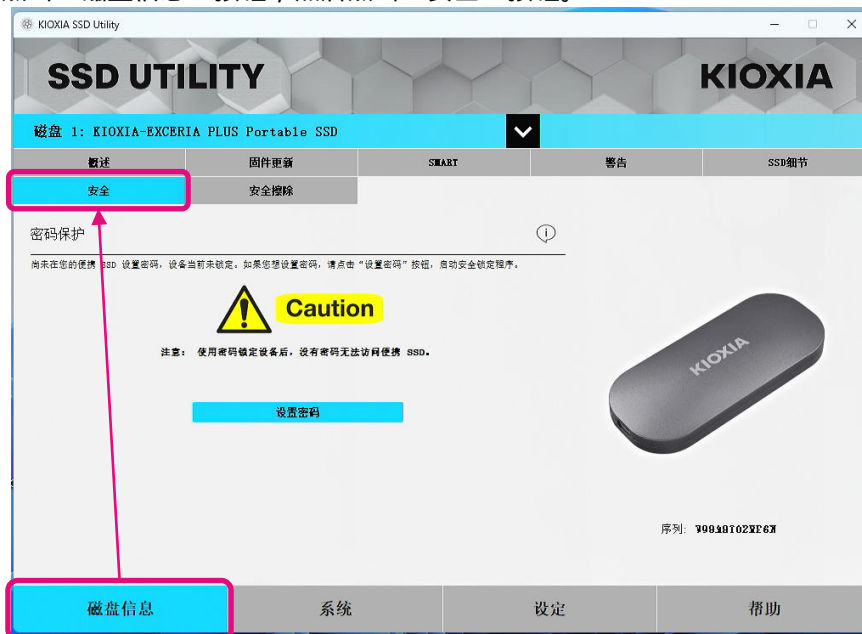 KIOXIA SSD Utility
SSD UTILITY
KIOXIA
磁盘 1: KIOXIA-EXCERIA PLUS Portable SSD
概述 固件更新 SMART 警告 SSD细节
安全 安全擦除
密码保护
尚未在您的便携 SSD 设置密码，设备当前未锁定。如果您想设置密码，请点击“设置密码”按钮，启动安全锁定程序。
Caution
注意： 使用密码锁定设备后，没有密码无法访问便携 SSD。
设置密码
KIOXIA
序列:
磁盘信息 系统 设定 帮助